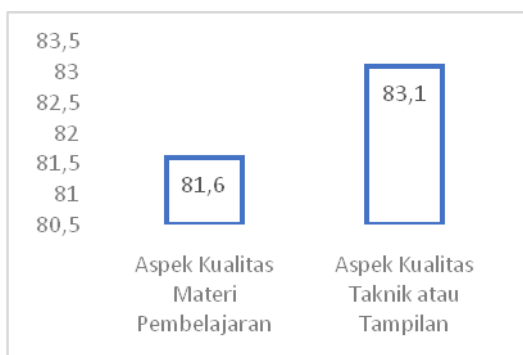 83,5
83
82,5
82
81,5
81
80,5
81,6
83,1
Aspek Kualitas
Materi
Pembelajaran
Aspek Kualitas
Taknik atau
Tampilan